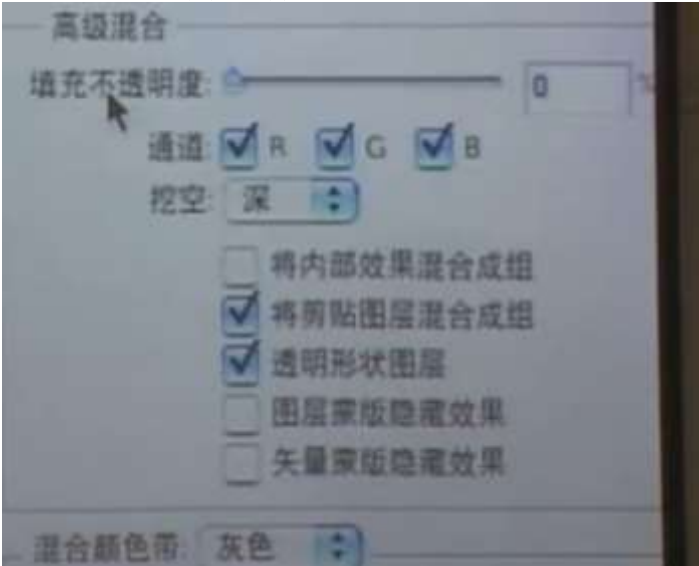 高级混合
填充不透明度: 0 %
通道: R G B
挖空: 深
将内部效果混合成组
将剪贴图层混合成组
透明形状图层
图层蒙版隐藏效果
矢量蒙版隐藏效果
混合颜色带: 灰色